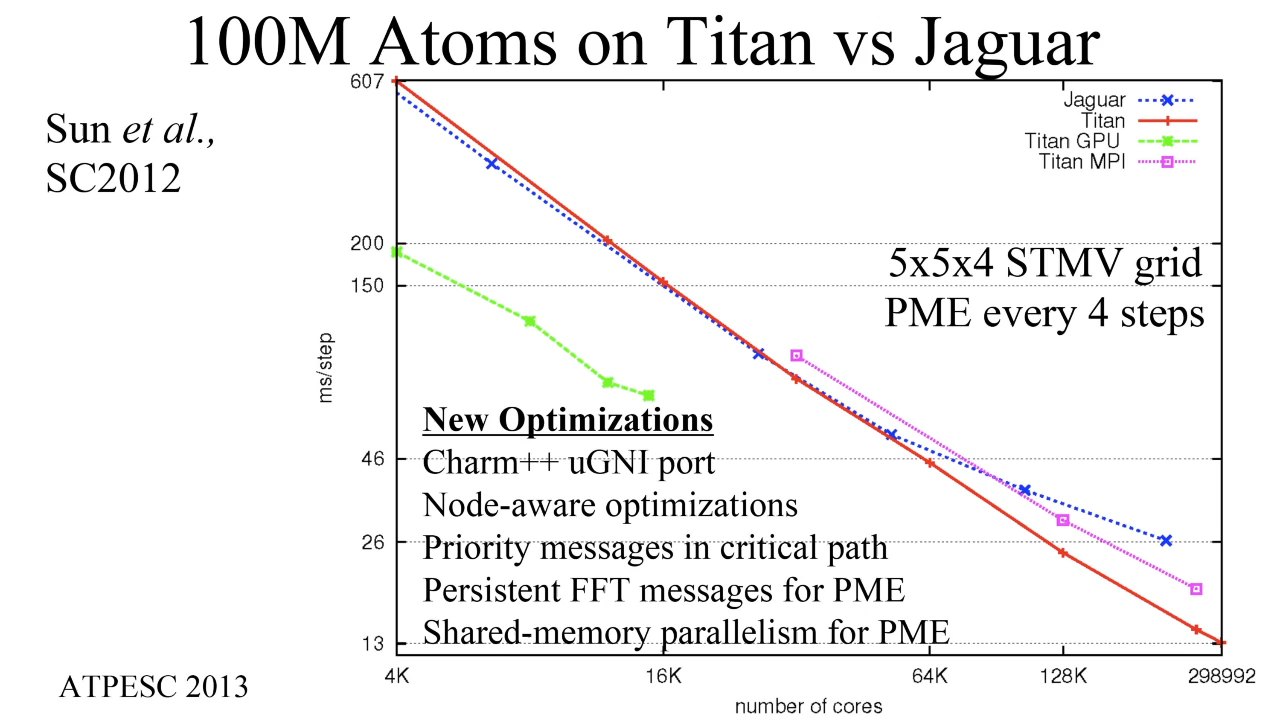 100M Atoms on Titan vs Jaguar
Sun et al.,
SC2012
607
200
150
46
26
13
ms/step
Jaguar
Titan
Titan GPU
Titan MPI
5x5x4 STMV grid
PME every 4 steps
New Optimizations
Charm++ uGNI port
Node-aware optimizations
Priority messages in critical path
Persistent FFT messages for PME
Shared-memory parallelism for PME
4K 16K 64K 128K 298992
number of cores
ATPESC 2013